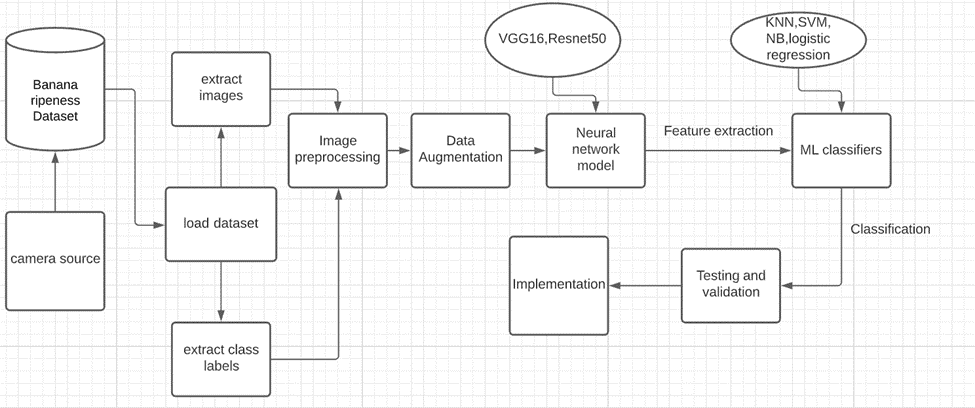 Banana
ripeness
Dataset
camera source
load dataset
extract
images
extract class
labels
Image
preprocessing
Data
Augmentation
VGG16,Resnet50
Neural
network
model
Feature extraction
KNN,SVM,
NB,logistic
regression
ML classifiers
Classification
Testing and
validation
Implementation